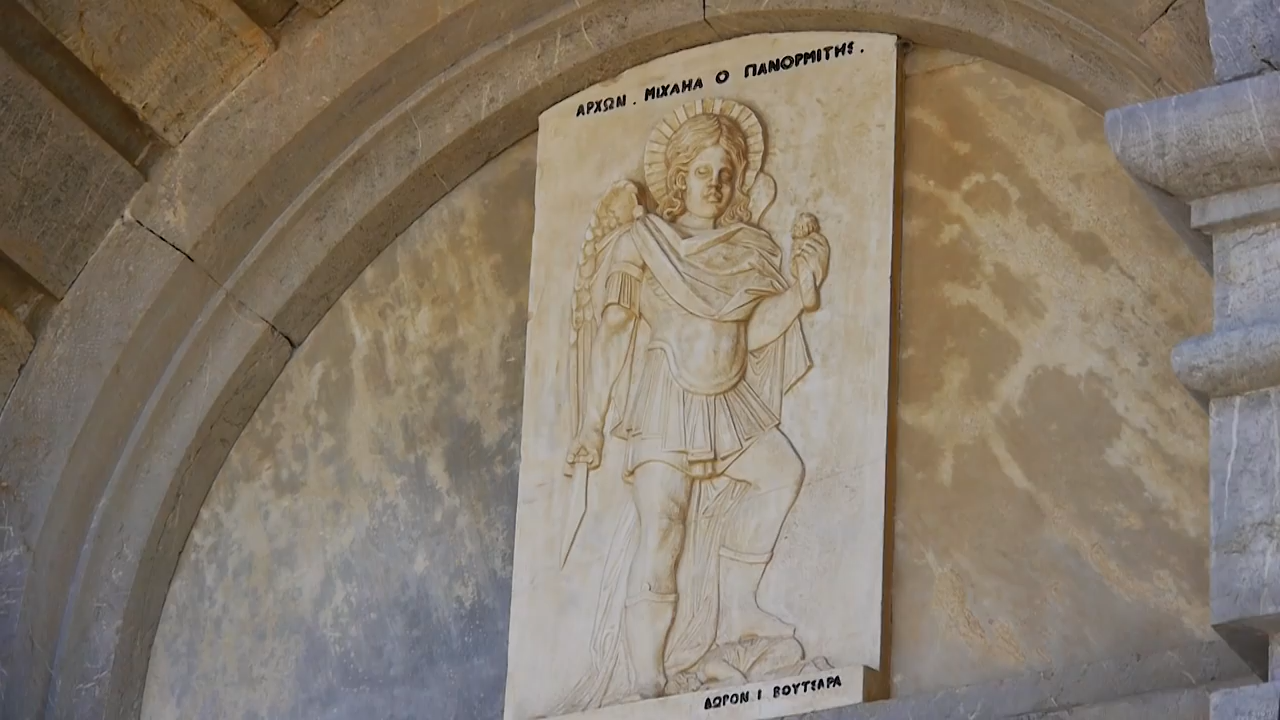 ΑΡΧΩΝ . ΜΙΧΑΗΛ Ο ΠΑΝΟΡΜΙΤΗΣ .
ΔΩΡΟΝ Ι ΒΟΥΤΣΑΡΑ